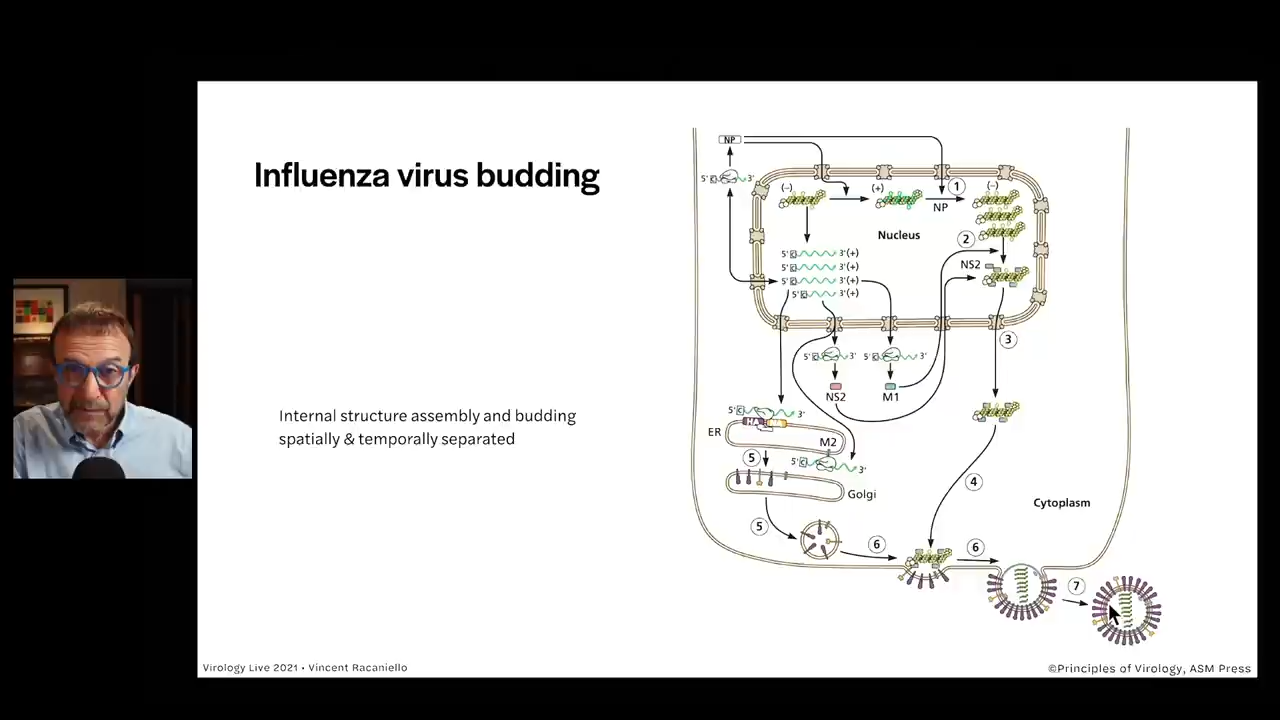 Influenza virus budding
Internal structure assembly and budding
spatially & temporally separated
NP
5' C 3'
(−)
(+)
1
(−)
NP
Nucleus
2
5' C 3'(+)
5' C 3'(+)
5' C 3'(+)
5' C 3'(+)
NS2
3
5' C 3'
5' C 3'
NS2
M1
5' C 3'
HA NA
ER
M2
5
5' C 3'
Golgi
4
Cytoplasm
5
6
6
7
Virology Live 2021 • Vincent Racaniello
©Principles of Virology, ASM Press